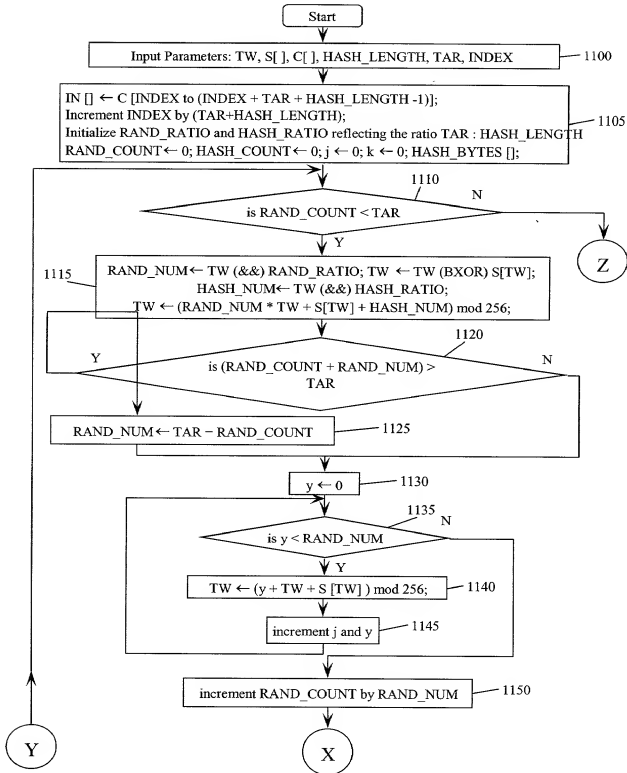 Start
Input Parameters: TW, S[ ], C[ ], HASH_LENGTH, TAR, INDEX
1100
IN [] ← C [INDEX to (INDEX + TAR + HASH_LENGTH -1)];
Increment INDEX by (TAR+HASH_LENGTH);
Initialize RAND_RATIO and HASH_RATIO reflecting the ratio TAR : HASH_LENGTH
RAND_COUNT← 0; HASH_COUNT← 0; j ← 0; k ← 0; HASH_BYTES [];
1105
1110
is RAND_COUNT < TAR
N
Y
Z
1115
RAND_NUM← TW (&&) RAND_RATIO; TW ← TW (BXOR) S[TW];
HASH_NUM← TW (&&) HASH_RATIO;
TW ← (RAND_NUM * TW + S[TW] + HASH_NUM) mod 256;
1120
Y
N
is (RAND_COUNT + RAND_NUM) >
TAR
RAND_NUM← TAR – RAND_COUNT
1125
y ← 0
1130
1135
N
is y < RAND_NUM
Y
TW ← (y + TW + S [TW] ) mod 256;
1140
increment j and y
1145
increment RAND_COUNT by RAND_NUM
1150
Y
X